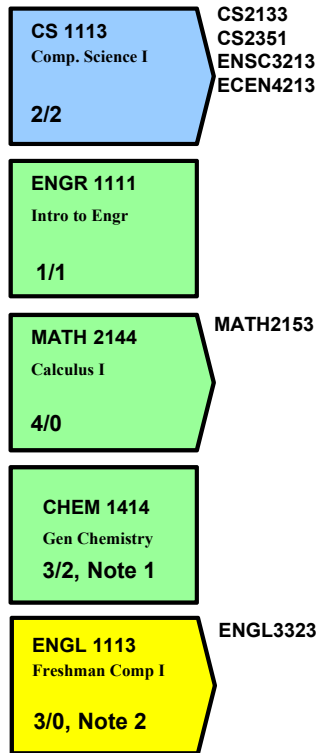 CS 1113
Comp. Science I
2/2
CS2133
CS2351
ENSC3213
ECEN4213
ENGR 1111
Intro to Engr
1/1
MATH 2144
Calculus I
4/0
MATH2153
CHEM 1414
Gen Chemistry
3/2, Note 1
ENGL 1113
Freshman Comp I
3/0, Note 2
ENGL3323